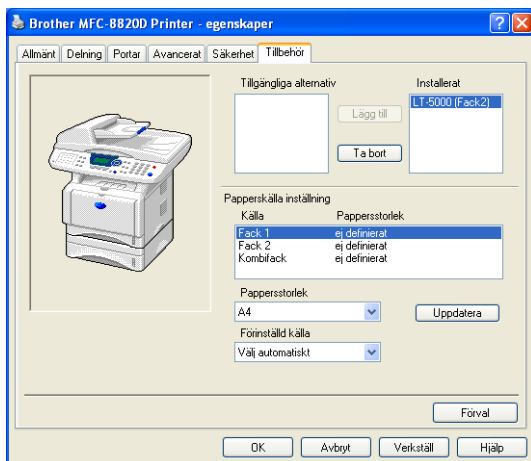 Brother MFC-8820D Printer - egenskaper
Allmänt Delning Portar Avancerat Säkerhet Tillbehör
Tillgängliga alternativ Installerat
LT-5000 (Fack2)
Lägg till
Ta bort
Papperskälla inställning
Källa Pappersstorlek
Fack 1 ej definierat
Fack 2 ej definierat
Kombifack ej definierat
Pappersstorlek
A4 Uppdatera
Förinställd källa
Välj automatiskt
Förval
OK Avbryt Verkställ Hjälp